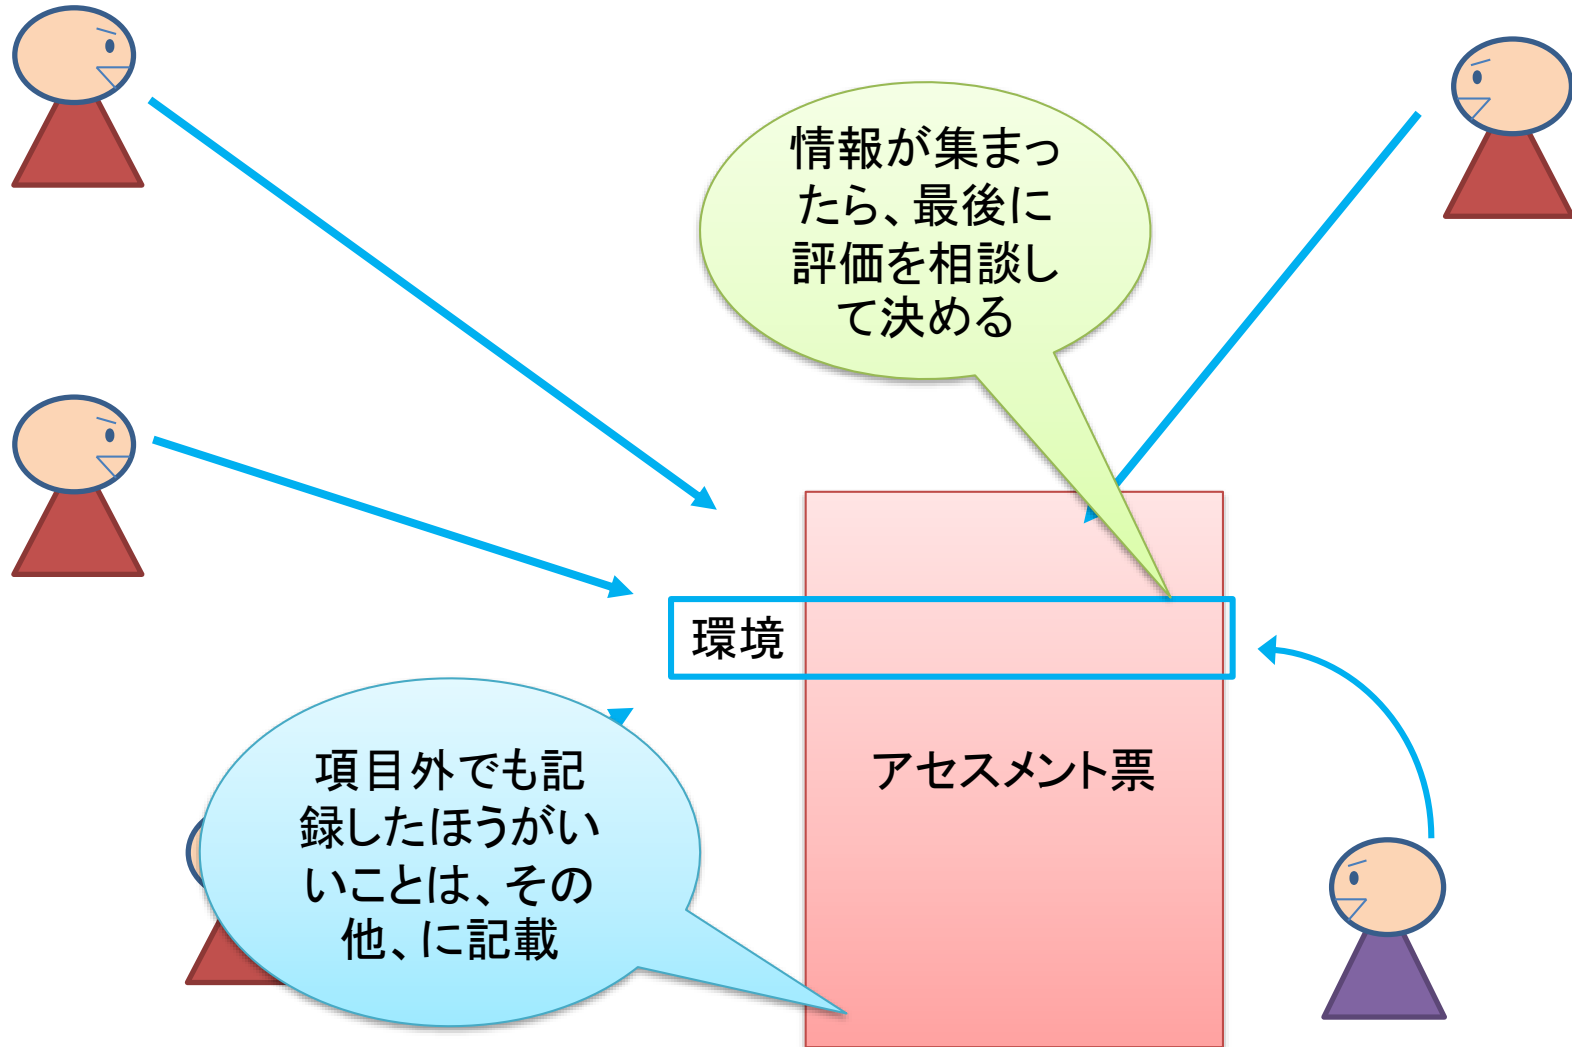 情報が集まっ
たら、最後に
評価を相談し
て決める
環境
アセスメント票
項目外でも記
録したほうがい
いことは、その
他、に記載